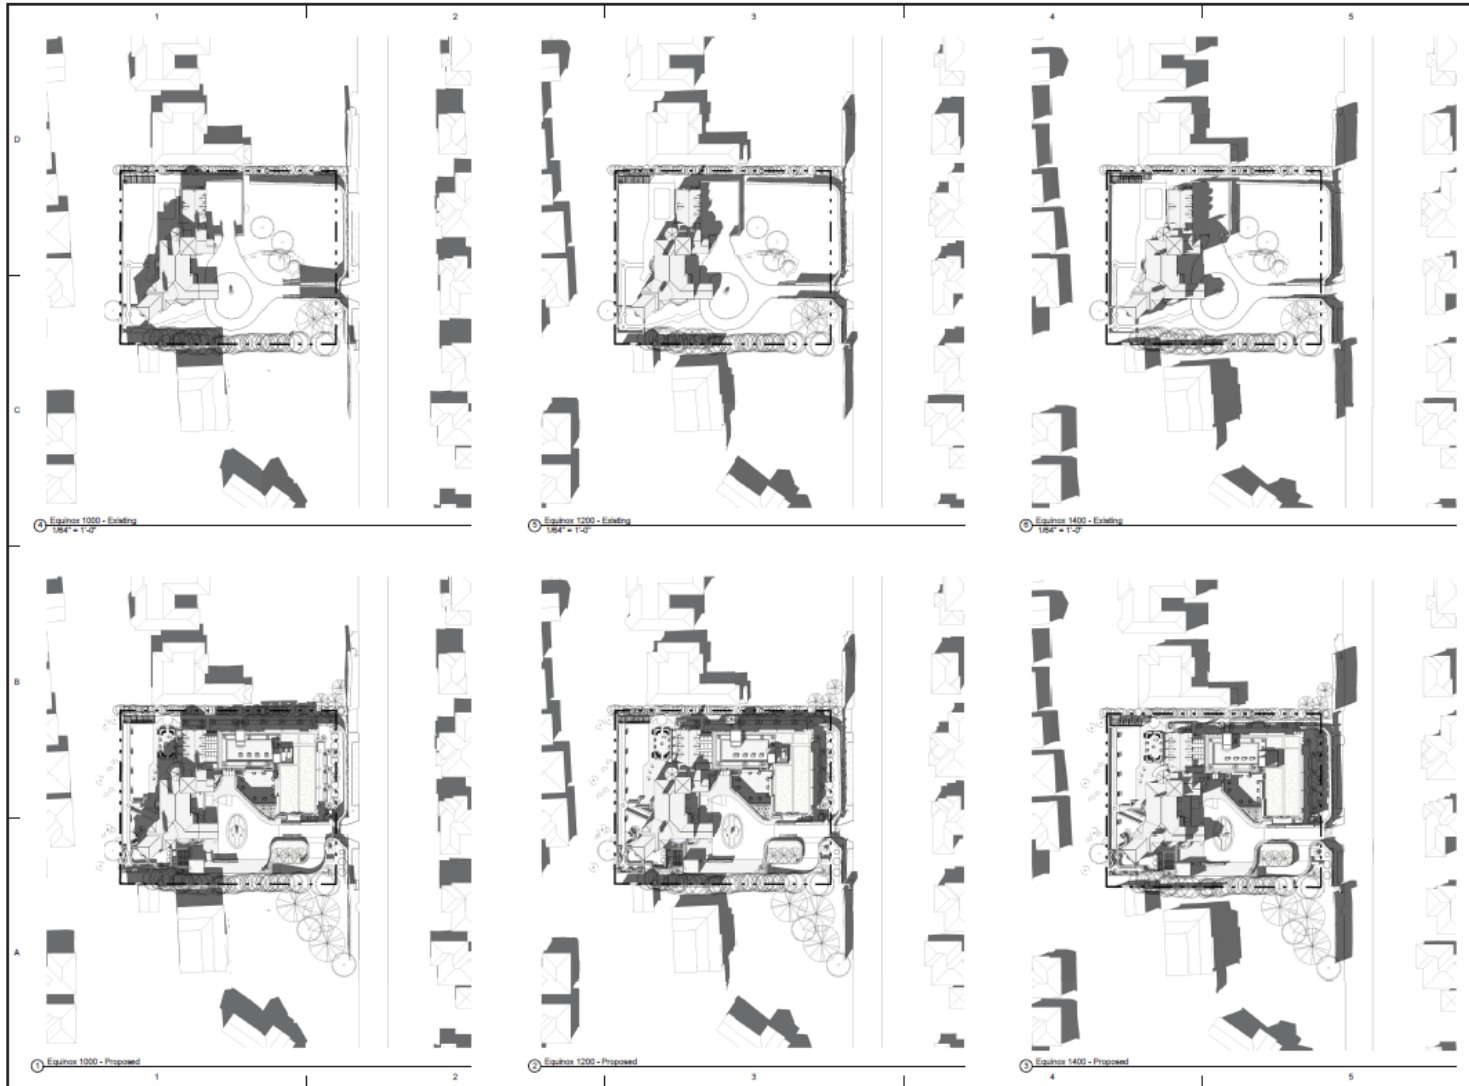 1 2 3 4 5
D
C
4 Equinox 1000 - Existing
1/64" = 1'-0"
5 Equinox 1200 - Existing
1/64" = 1'-0"
6 Equinox 1400 - Existing
1/64" = 1'-0"
B
A
1 Equinox 1000 - Proposed
2 Equinox 1200 - Proposed
3 Equinox 1400 - Proposed
1 2 3 4 5